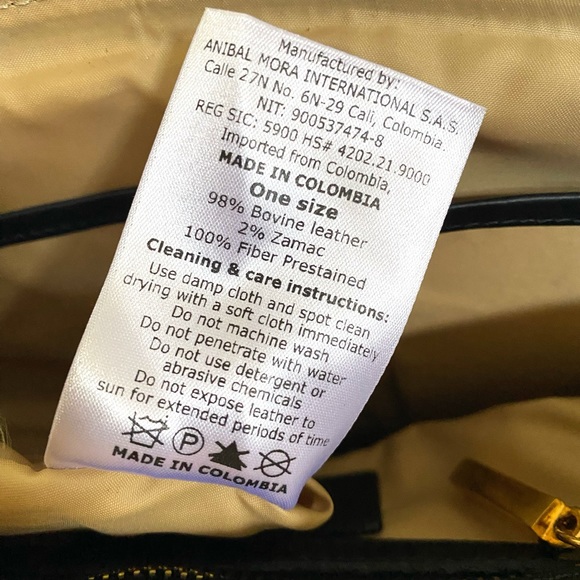 Manufactured by:
ANIBAL MORA INTERNATIONAL S.A.S.
Calle 27N No. 6N-29 Cali, Colombia.
NIT: 900537474-8
REG SIC: 5900 HS# 4202.21.9000
Imported from Colombia,
MADE IN COLOMBIA
One size
98% Bovine leather
2% Zamac
100% Fiber Prestained
Cleaning & care instructions:
Use damp cloth and spot clean
drying with a soft cloth immediately
Do not machine wash
Do not penetrate with water
Do not use detergent or
abrasive chemicals
Do not expose leather to
sun for extended periods of time
P
MADE IN COLOMBIA